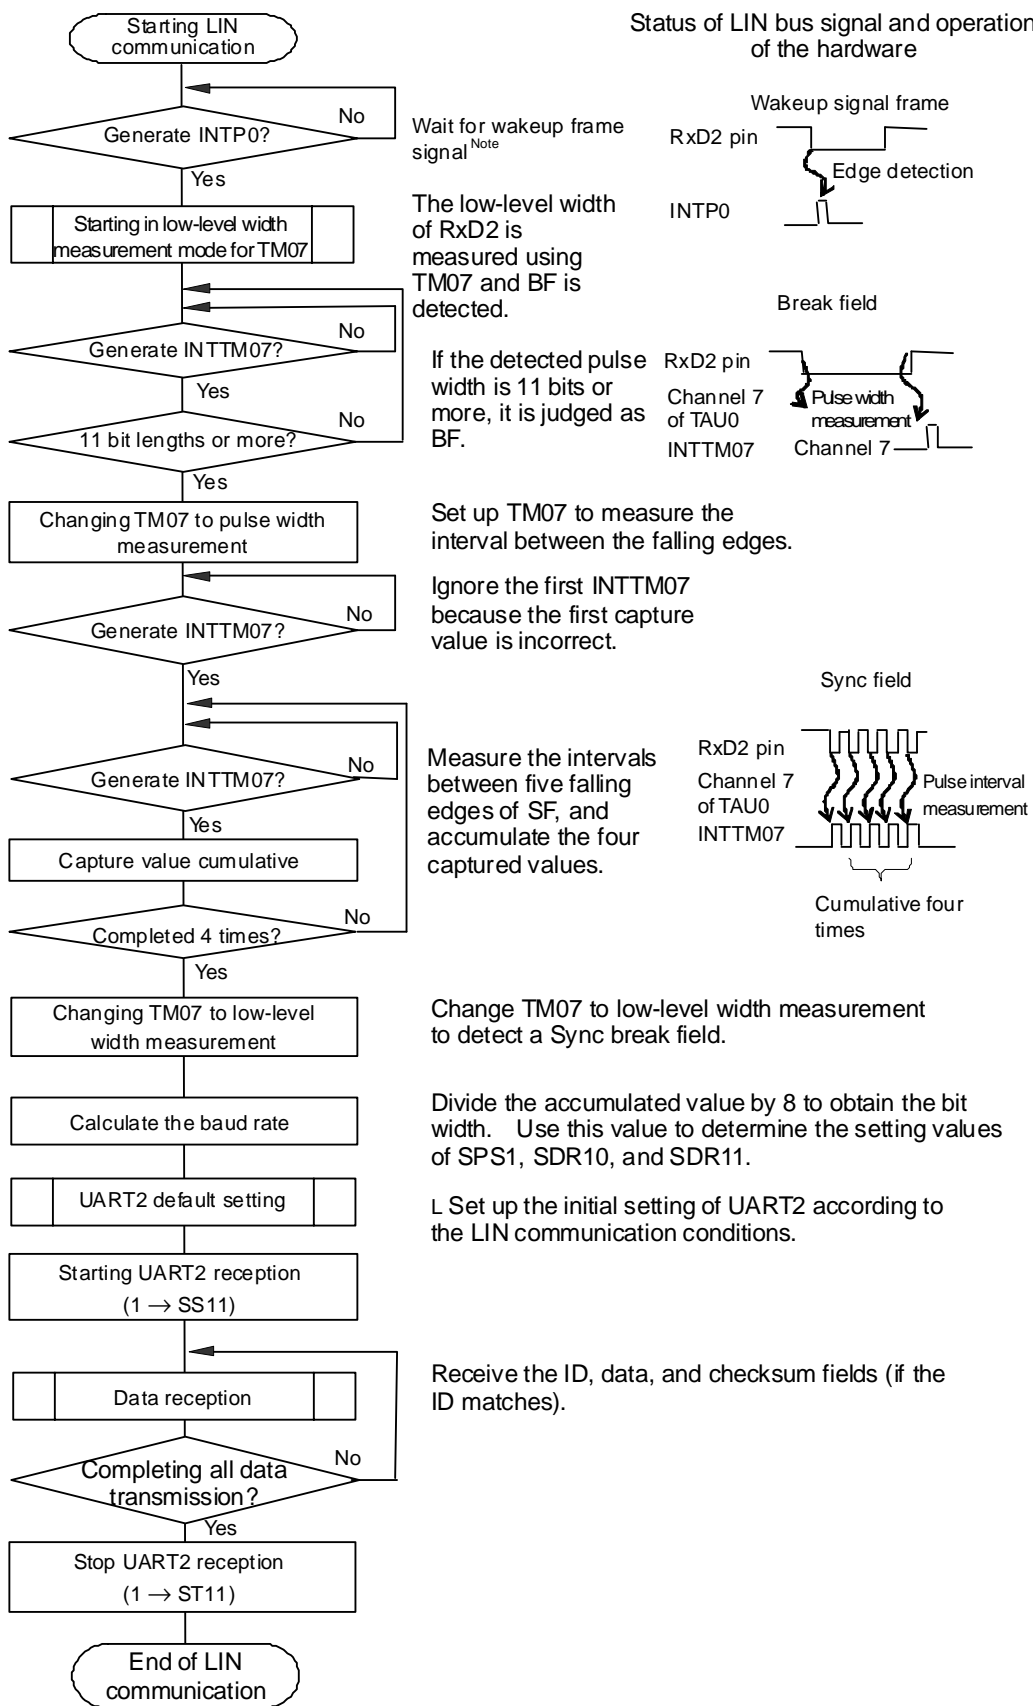 Starting LIN
communication
Status of LIN bus signal and operation
of the hardware
No
Generate INTP0?
Yes
Wait for wakeup frame
signal Note
Wakeup signal frame
RxD2 pin
Edge detection
INTP0
Starting in low-level width
measurement mode for TM07
The low-level width
of RxD2 is
measured using
TM07 and BF is
detected.
No
Generate INTTM07?
Yes
Break field
RxD2 pin
Channel 7
of TAU0
Pulse width
measurement
INTTM07
Channel 7
No
11 bit lengths or more?
Yes
If the detected pulse
width is 11 bits or
more, it is judged as
BF.
Changing TM07 to pulse width
measurement
Set up TM07 to measure the
interval between the falling edges.
No
Generate INTTM07?
Yes
Ignore the first INTTM07
because the first capture
value is incorrect.
Sync field
RxD2 pin
Channel 7
of TAU0
Pulse interval
measurement
INTTM07
Cumulative four
times
No
Generate INTTM07?
Yes
Measure the intervals
between five falling
edges of SF, and
accumulate the four
captured values.
Capture value cumulative
No
Completed 4 times?
Yes
Changing TM07 to low-level
width measurement
Change TM07 to low-level width measurement
to detect a Sync break field.
Calculate the baud rate
Divide the accumulated value by 8 to obtain the bit
width. Use this value to determine the setting values
of SPS1, SDR10, and SDR11.
UART2 default setting
L Set up the initial setting of UART2 according to
the LIN communication conditions.
Starting UART2 reception
(1 → SS11)
Data reception
Receive the ID, data, and checksum fields (if the
ID matches).
No
Completing all data
transmission?
Yes
Stop UART2 reception
(1 → ST11)
End of LIN
communication